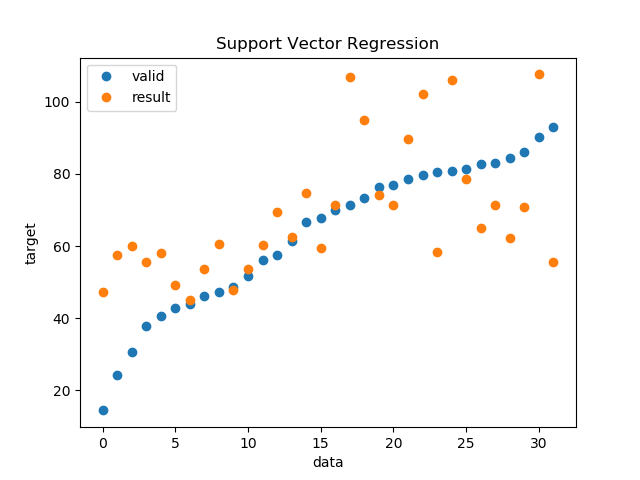 Support Vector Regression
valid
result
100
80
60
40
20
target
0 5 10 15 20 25 30
data